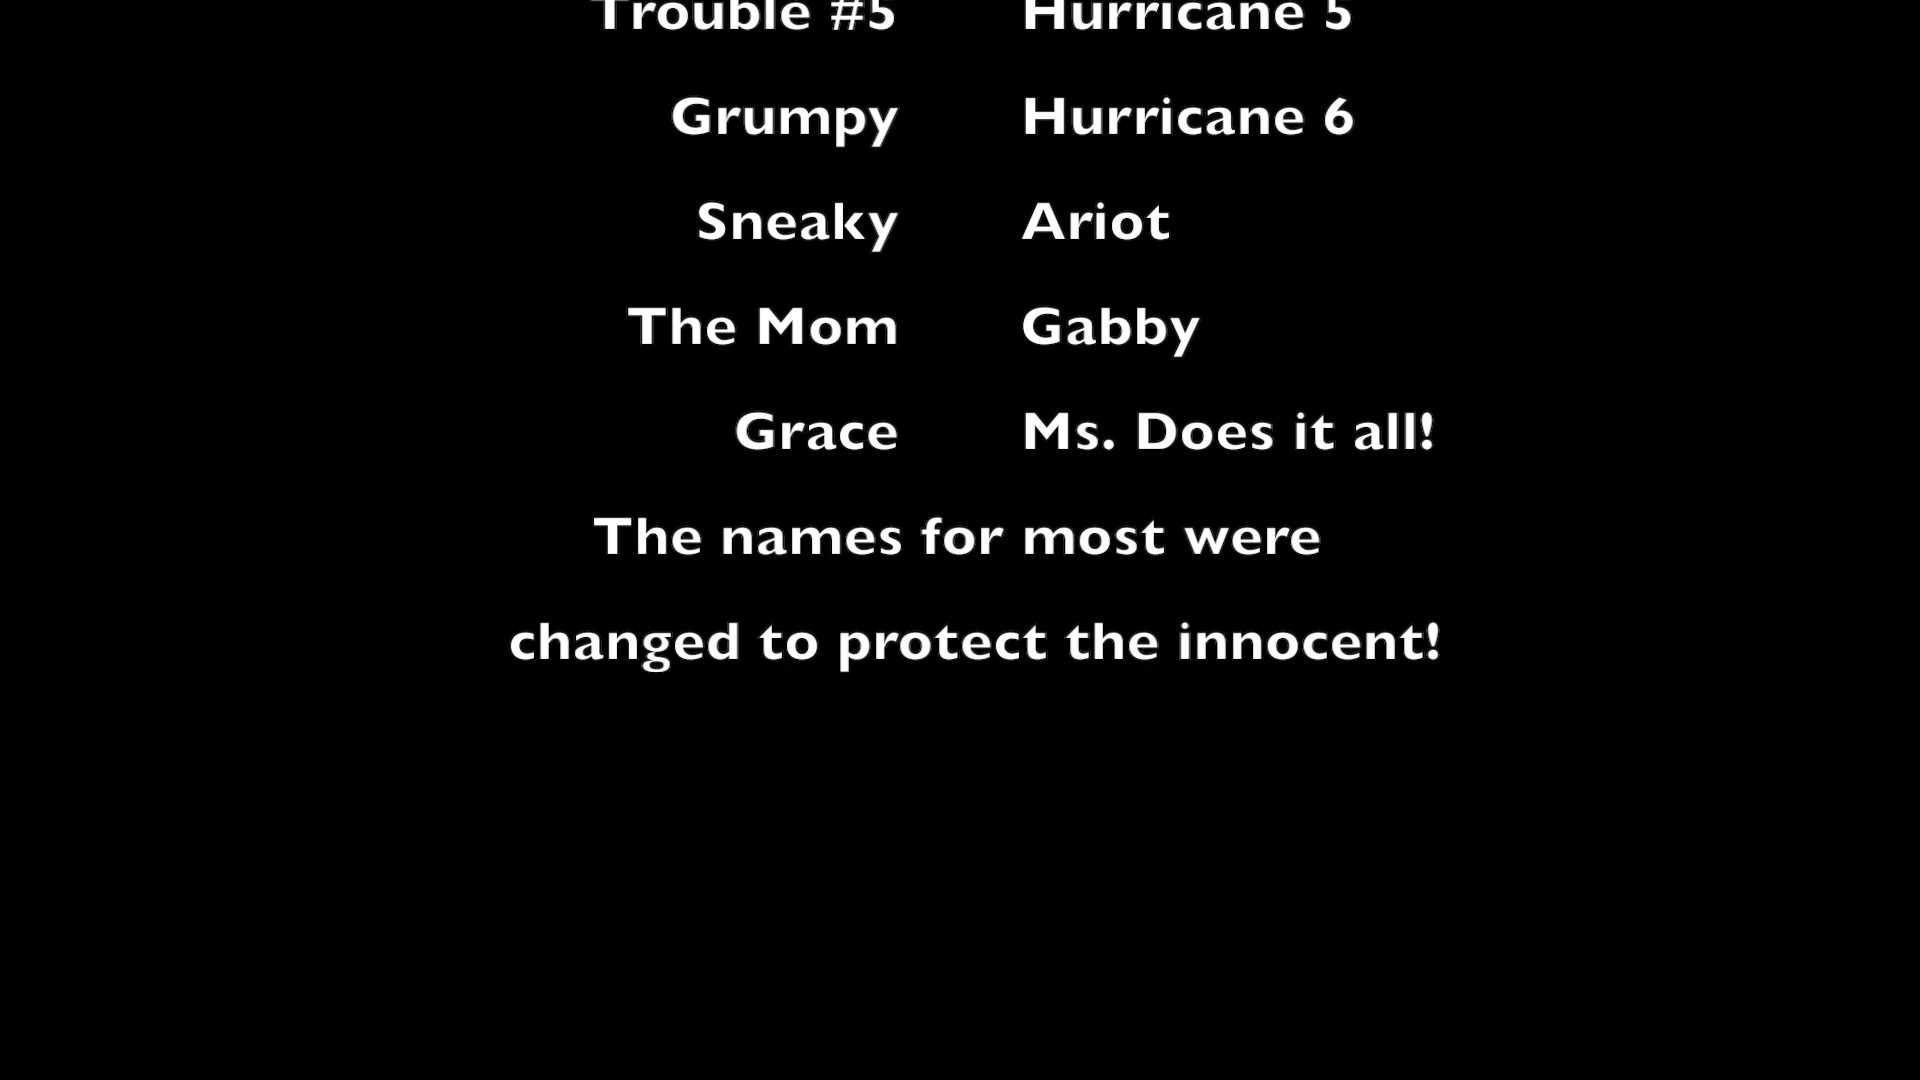 Trouble #5 Hurricane 5
Grumpy Hurricane 6
Sneaky Ariot
The Mom Gabby
Grace Ms. Does it all!
The names for most were
changed to protect the innocent!